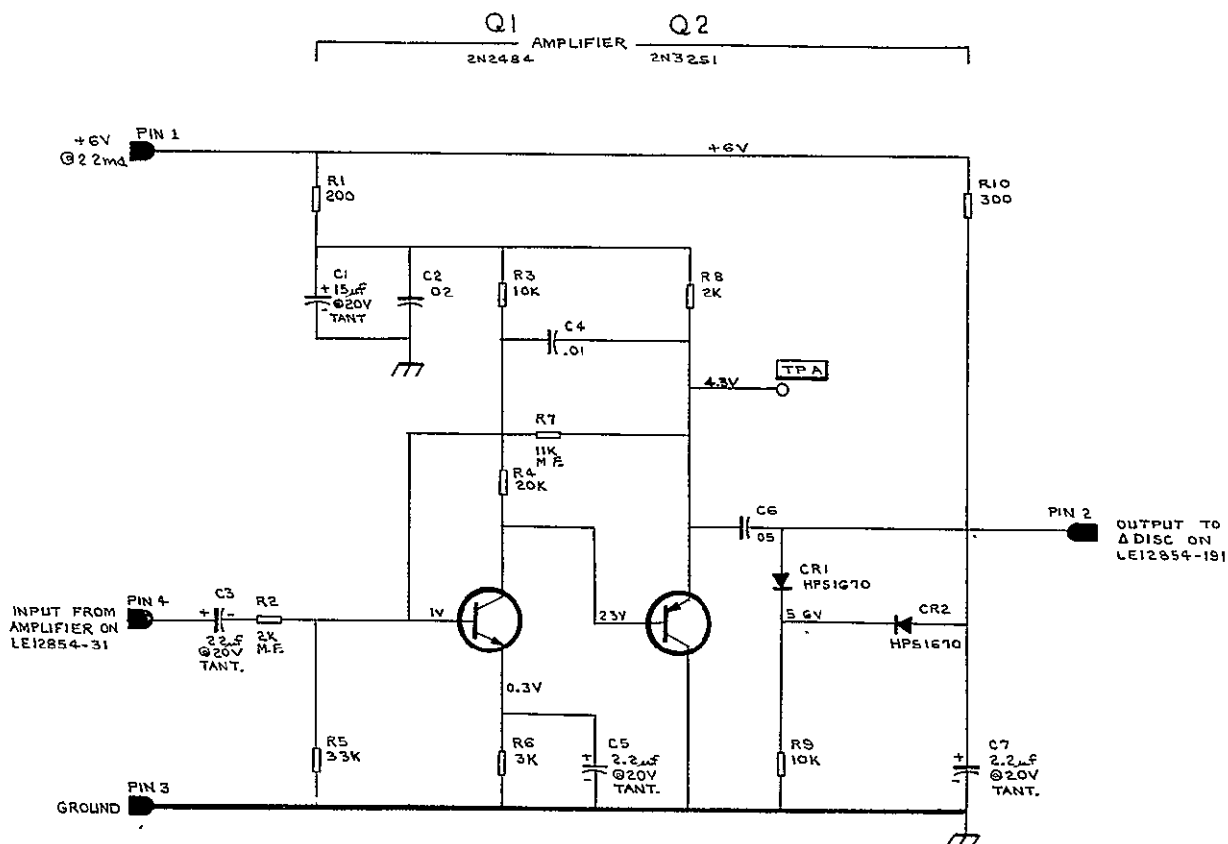 Q1 Q2
AMPLIFIER
2N2484 2N3251
+6V
@22ma
PIN 1
+6V
R1
200
R10
300
C1
+ 15µf
- @20V
TANT
C2
.02
R3
10K
R8
2K
C4
.01
4.3V
TP A
R7
11K
M.F.
R4
20K
C6
.05
PIN 2
OUTPUT TO
Δ DISC ON
LE12854-191
CR1
HPS1670
INPUT FROM
AMPLIFIER ON
LE12854-31
PIN 4
C3
+ -
22µf
@20V
TANT.
R2
2K
M.F.
1V
23V
5 6V
CR2
HPS1670
0.3V
R5
33K
R6
3K
C5
+ 2.2µf
- @20V
TANT.
R9
10K
C7
+ 2.2µf
- @20V
TANT.
GROUND
PIN 3